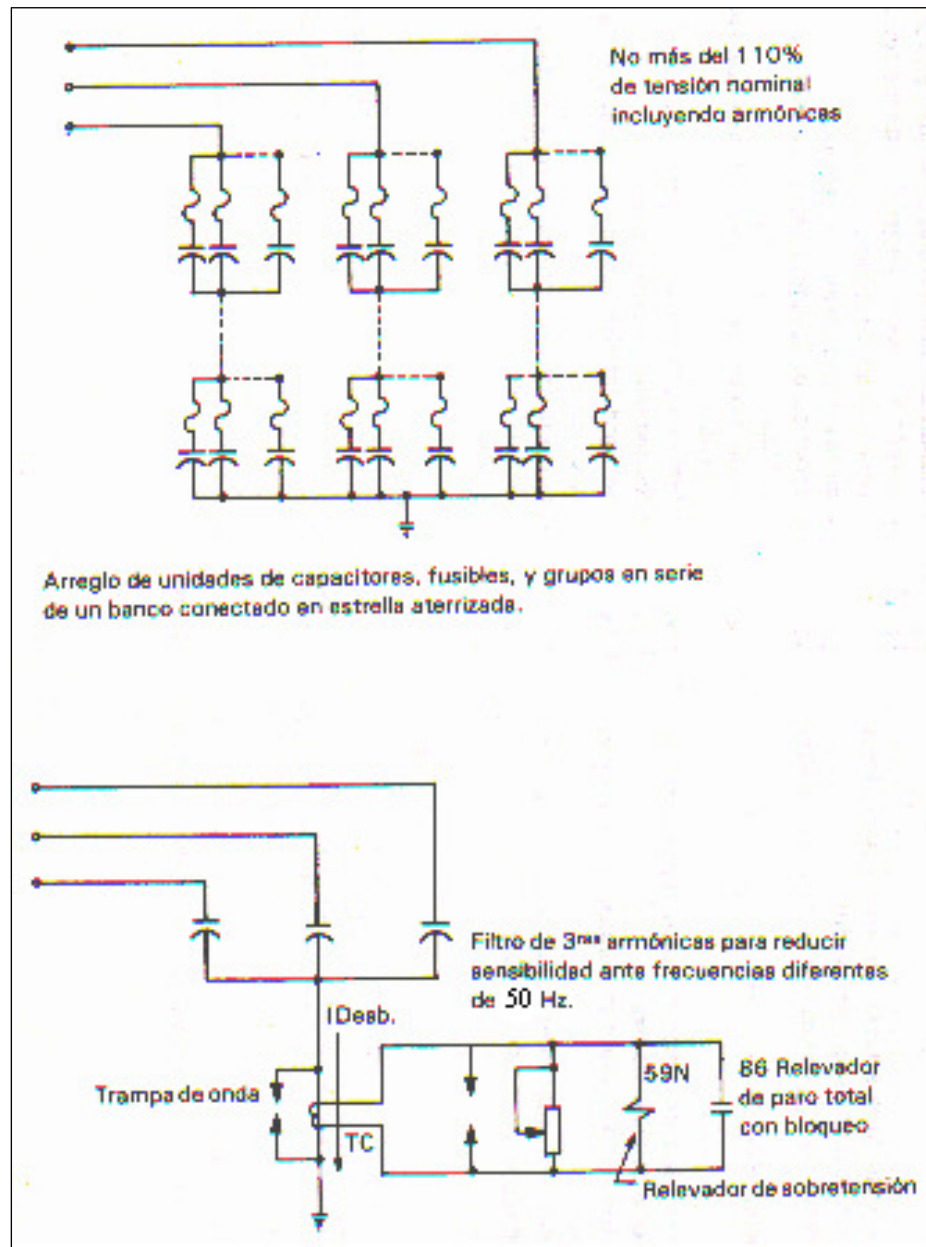 No más del 110%
de tensión nominal
incluyendo armónicas
Arreglo de unidades de capacitores, fusibles, y grupos en serie
de un banco conectado en estrella aterrizada.
Filtro de 3ras armónicas para reducir
sensibilidad ante frecuencias diferentes
de 50 Hz.
IDesb.
Trampa de onda
TC
59N
86 Relevador
de paro total
con bloqueo
Relevador de sobretensión